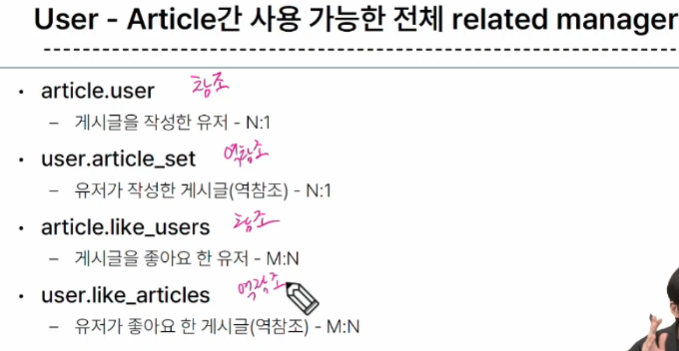 User - Article간 사용 가능한 전체 related manager
• article.user 참조
– 게시글을 작성한 유저 - N:1
• user.article_set 역참조
– 유저가 작성한 게시글(역참조) - N:1
• article.like_users 참조
– 게시글을 좋아요 한 유저 - M:N
• user.like_articles 역참조
– 유저가 좋아요 한 게시글(역참조) - M:N